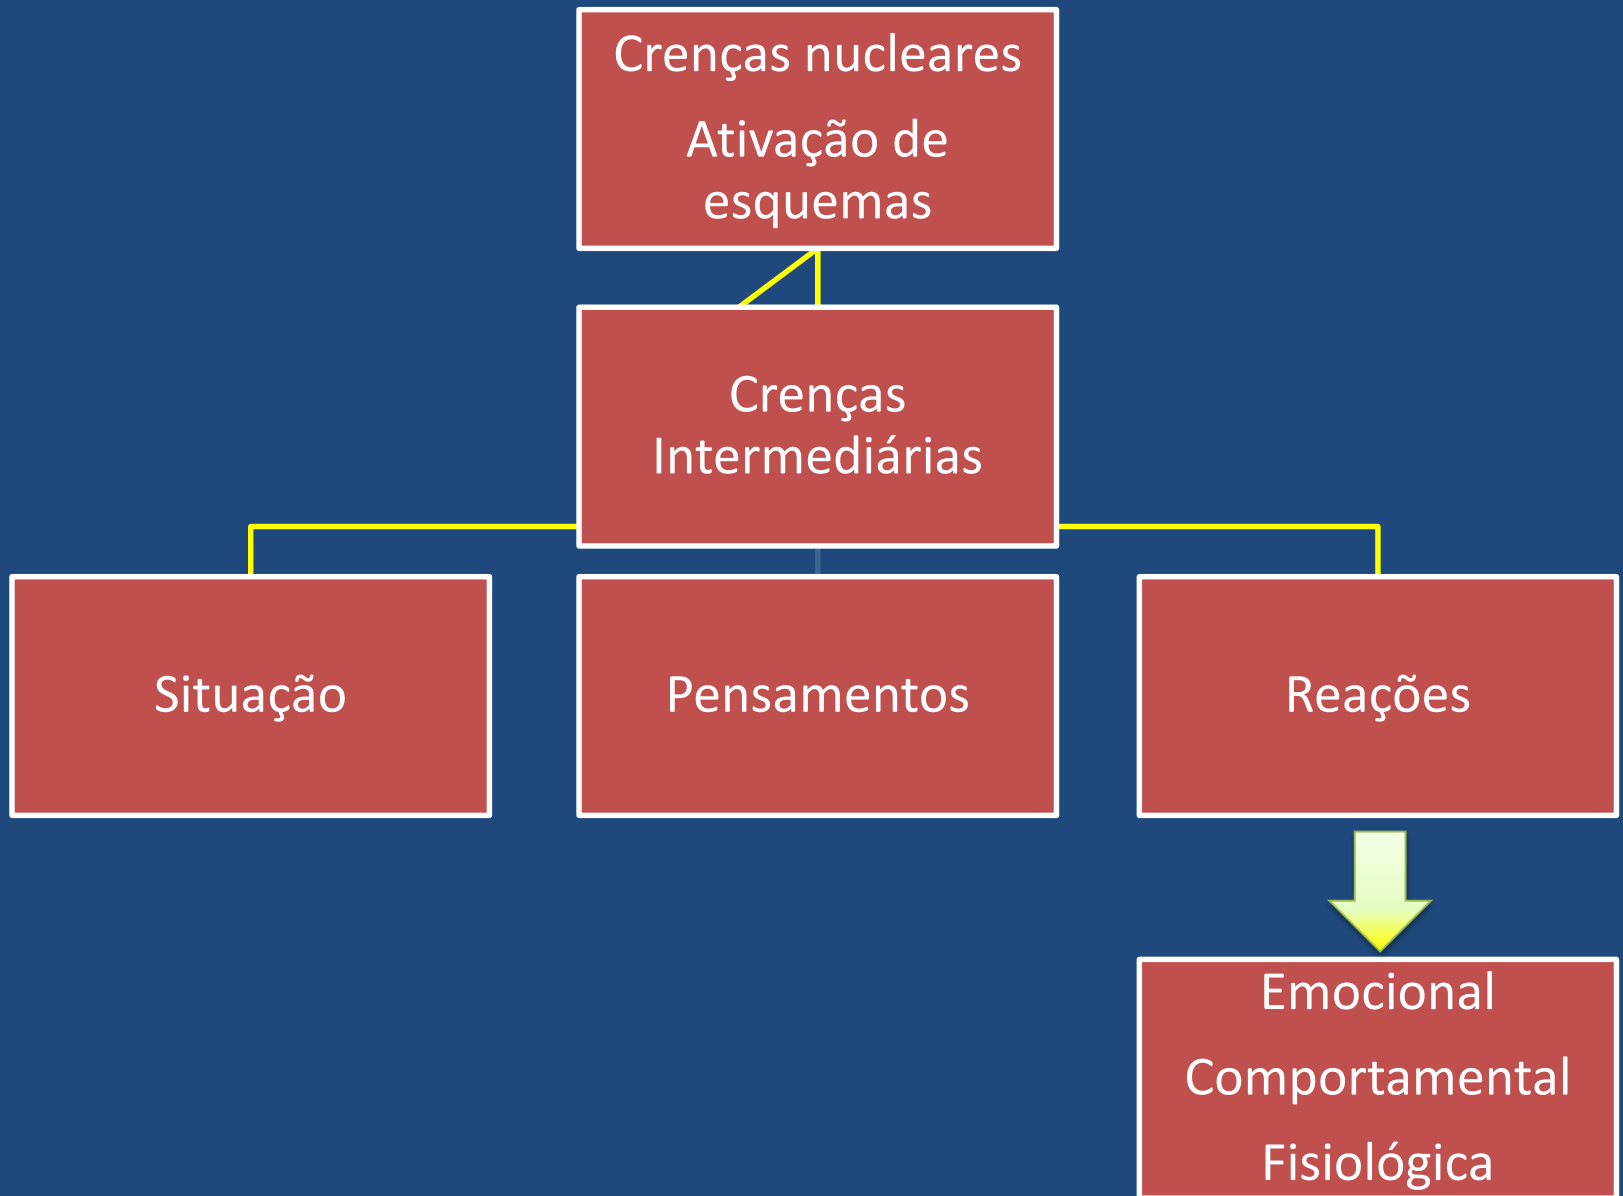 Crenças nucleares
Ativação de
esquemas
Crenças
Intermediárias
Situação
Pensamentos
Reações
Emocional
Comportamental
Fisiológica